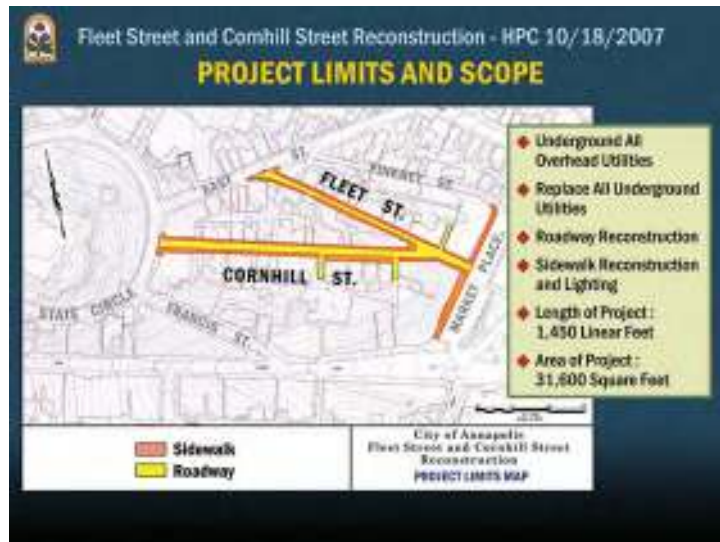 Fleet Street and Cornhill Street Reconstruction - HPC 10/18/2007
PROJECT LIMITS AND SCOPE
EAST ST.
PINKNEY ST.
FLEET ST.
CORNHILL ST.
MARKET PLACE
STATE CIRCLE
FRANCIS ST.
Underground All
Overhead Utilities
Replace All Underground
Utilities
Roadway Reconstruction
Sidewalk Reconstruction
and Lighting
Length of Project :
1,450 Linear Feet
Area of Project :
31,600 Square Feet
Sidewalk
Roadway
City of Annapolis
Fleet Street and Cornhill Street
Reconstruction
PROJECT LIMITS MAP